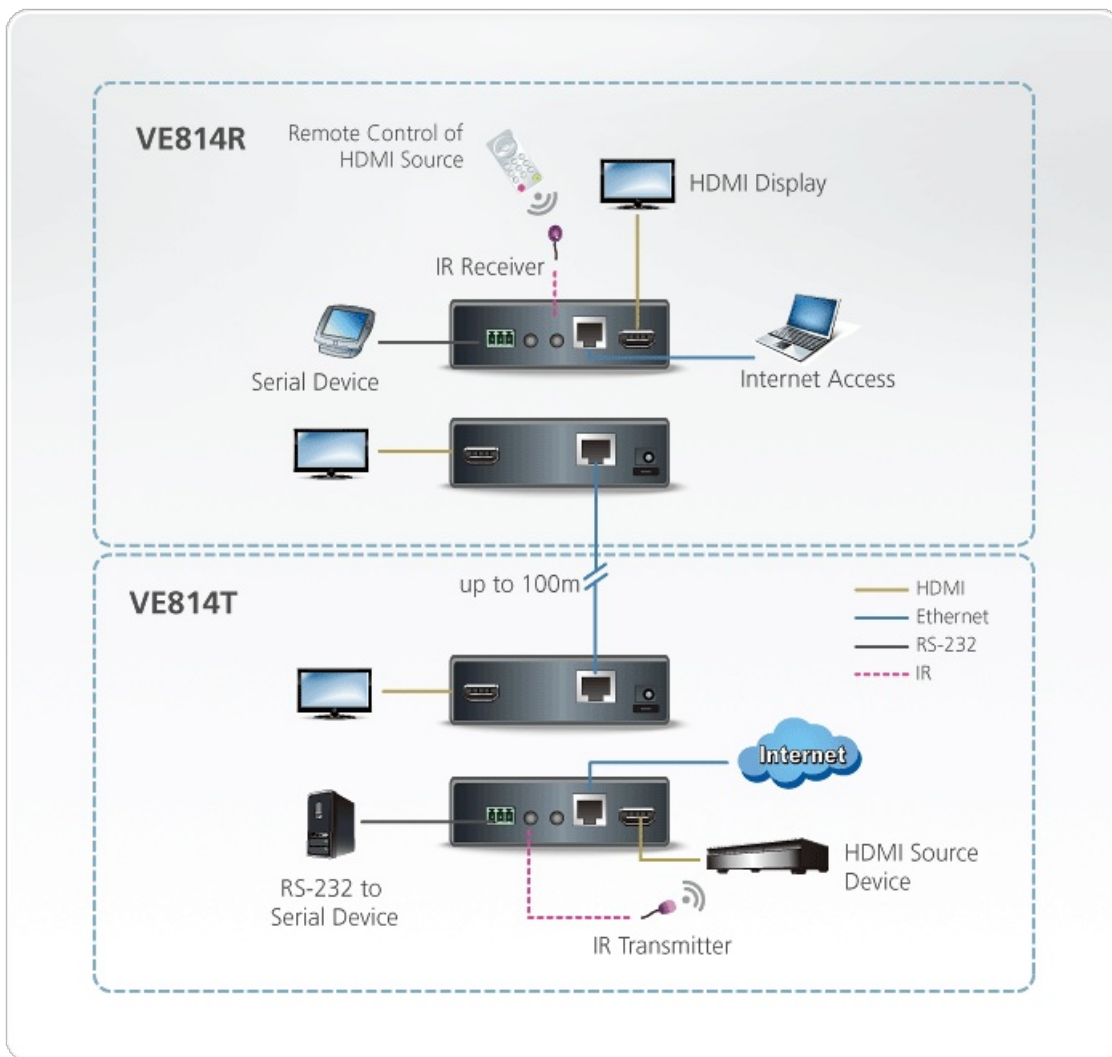 VE814R
Remote Control of
HDMI Source
HDMI Display
IR Receiver
Serial Device
Internet Access
up to 100m
VE814T
HDMI
Ethernet
RS-232
IR
Internet
RS-232 to
Serial Device
HDMI Source
Device
IR Transmitter